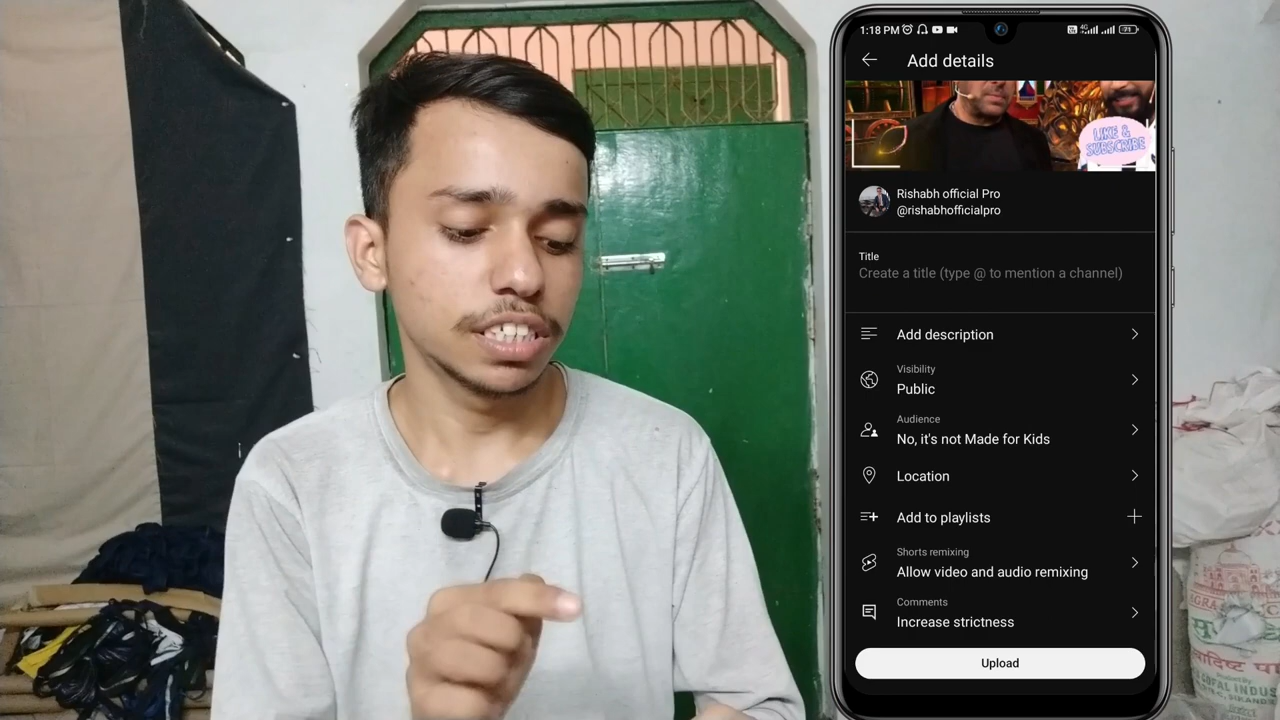 1:18 PM
4G
71
Add details
LIKE &
SUBSCRIBE
Rishabh official Pro
@rishabhofficialpro
Title
Create a title (type @ to mention a channel)
Add description
Visibility
Public
Audience
No, it's not Made for Kids
Location
Add to playlists
Shorts remixing
Allow video and audio remixing
Comments
Increase strictness
Upload